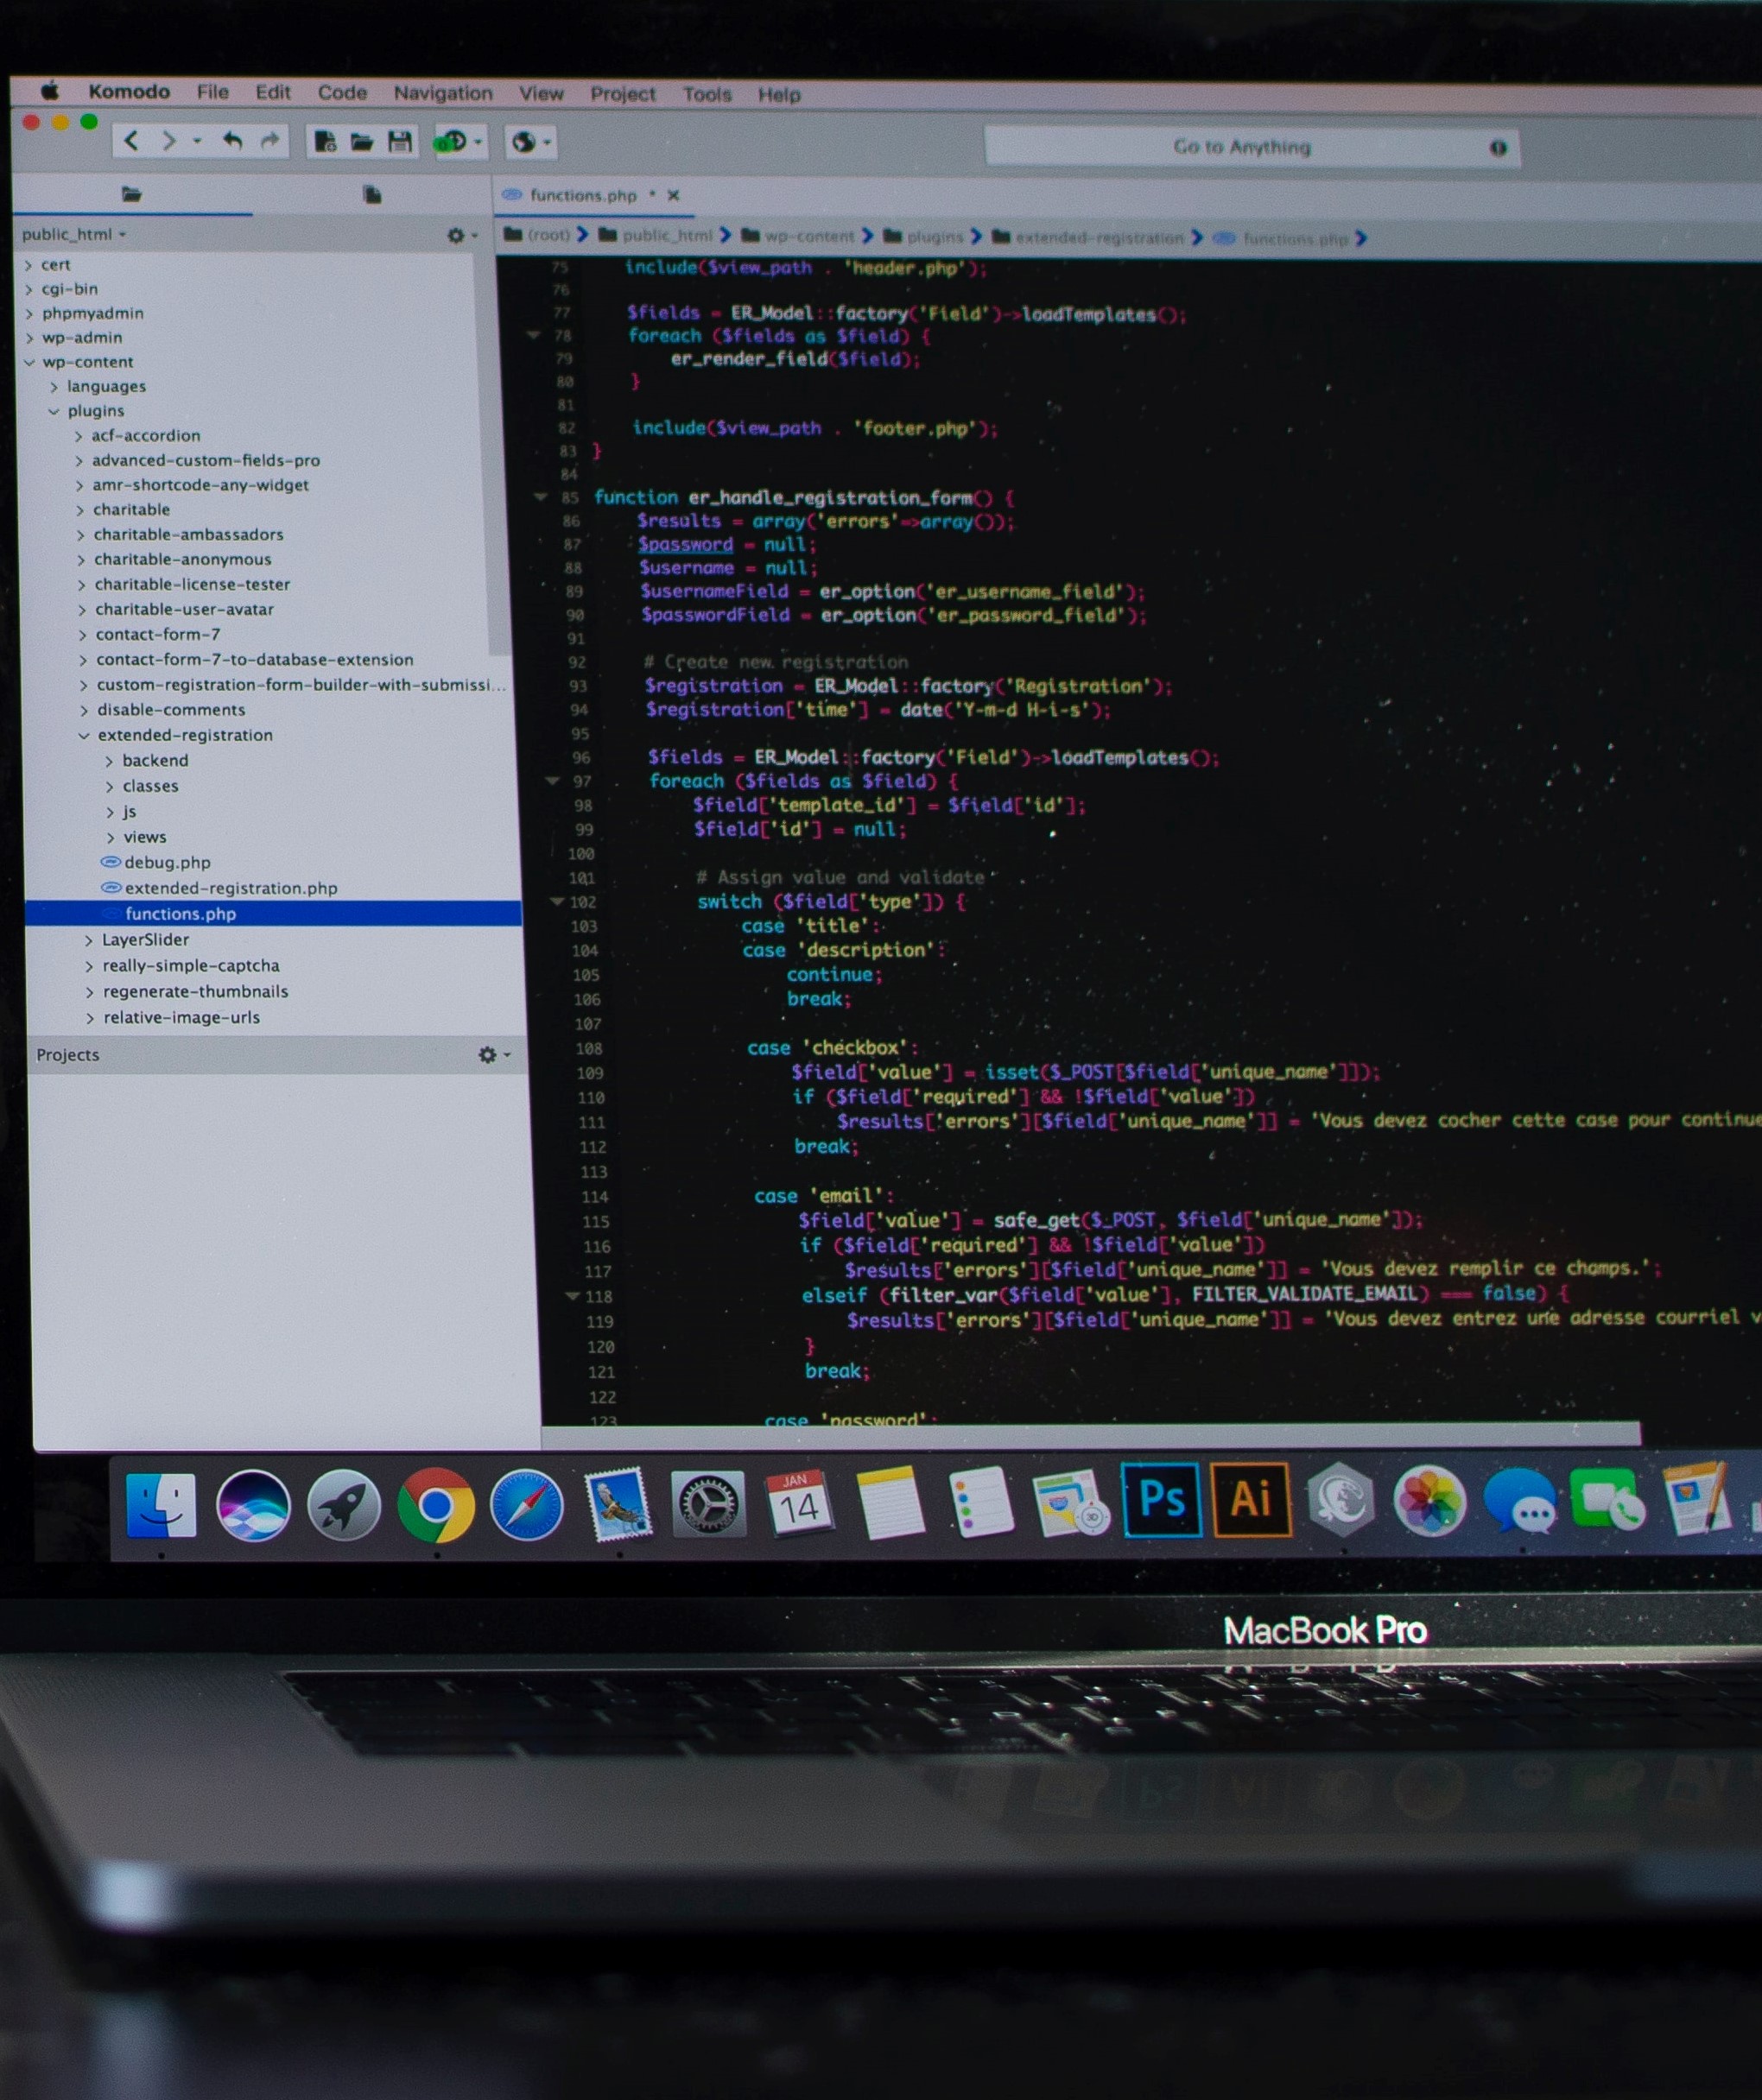 Komodo File Edit Code Navigation View Project Tools Help
Go to Anything
functions.php
public_html
(root) public_html wp-content plugins extended-registration functions.php
cert
cgi-bin
phpmyadmin
wp-admin
wp-content
languages
plugins
acf-accordion
advanced-custom-fields-pro
amr-shortcode-any-widget
charitable
charitable-ambassadors
charitable-anonymous
charitable-license-tester
charitable-user-avatar
contact-form-7
contact-form-7-to-database-extension
custom-registration-form-builder-with-submissi...
disable-comments
extended-registration
backend
classes
js
views
debug.php
extended-registration.php
functions.php
LayerSlider
really-simple-captcha
regenerate-thumbnails
relative-image-urls
Projects
75 include($view_path . 'header.php');
76
77 $fields = ER_Model::factory('Field')->loadTemplates();
78 foreach ($fields as $field) {
79 er_render_field($field);
80 }
81
82 include($view_path . 'footer.php');
83 }
84
85 function er_handle_registration_form() {
86 $results = array('errors'=>array());
87 $password = null;
88 $username = null;
89 $usernameField = er_option('er_username_field');
90 $passwordField = er_option('er_password_field');
91
92 # Create new registration
93 $registration = ER_Model::factory('Registration');
94 $registration['time'] = date('Y-m-d H-i-s');
95
96 $fields = ER_Model::factory('Field')->loadTemplates();
97 foreach ($fields as $field) {
98 $field['template_id'] = $field['id'];
99 $field['id'] = null;
100
101 # Assign value and validate
102 switch ($field['type']) {
103 case 'title':
104 case 'description':
105 continue;
106 break;
107
108 case 'checkbox':
109 $field['value'] = isset($_POST[$field['unique_name']]);
110 if ($field['required'] && !$field['value'])
111 $results['errors'][$field['unique_name']] = 'Vous devez cocher cette case pour continue
112 break;
113
114 case 'email':
115 $field['value'] = safe_get($_POST, $field['unique_name']);
116 if ($field['required'] && !$field['value'])
117 $results['errors'][$field['unique_name']] = 'Vous devez remplir ce champs.';
118 elseif (filter_var($field['value'], FILTER_VALIDATE_EMAIL) === false) {
119 $results['errors'][$field['unique_name']] = 'Vous devez entrez une adresse courriel v
120 }
121 break;
122
123 case 'password':
JAN
14
3D
Ps
Ai
MacBook Pro